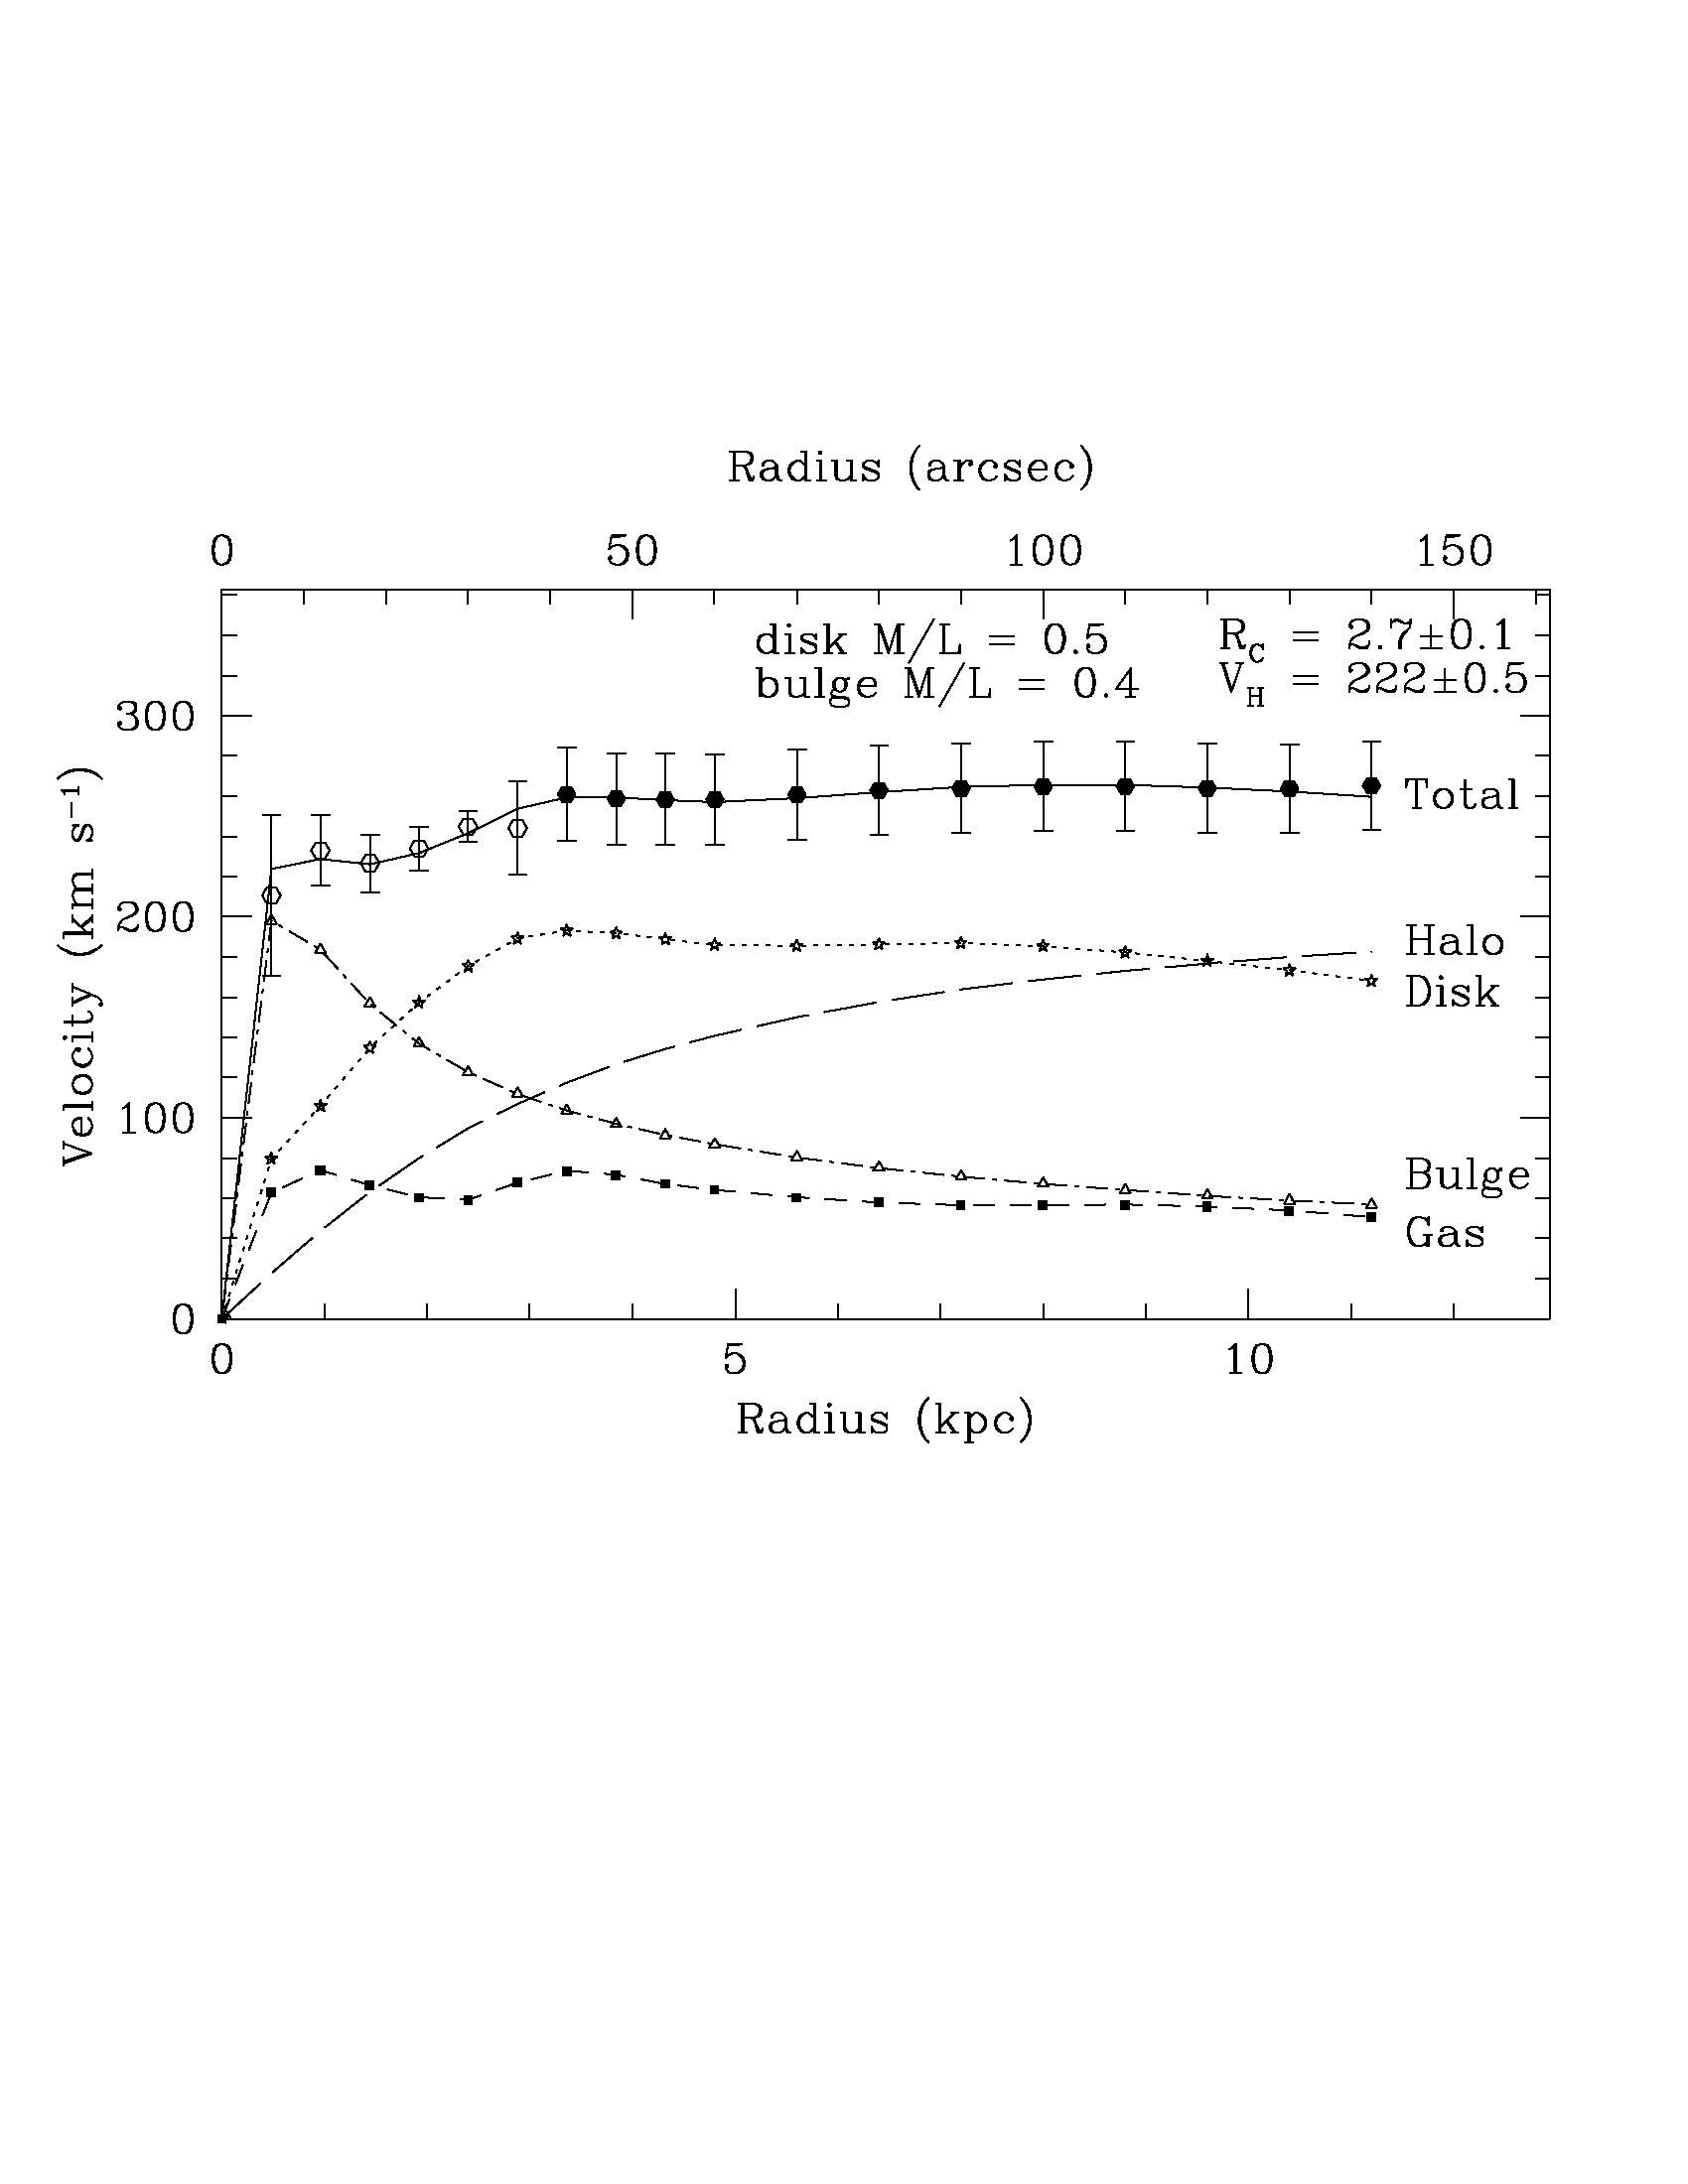 Radius (arcsec)
0 50 100 150
disk M/L = 0.5
bulge M/L = 0.4
R_C = 2.7±0.1
V_H = 222±0.5
Velocity (km s⁻¹)
300
200
100
0
Total
Halo
Disk
Bulge
Gas
0 5 10
Radius (kpc)